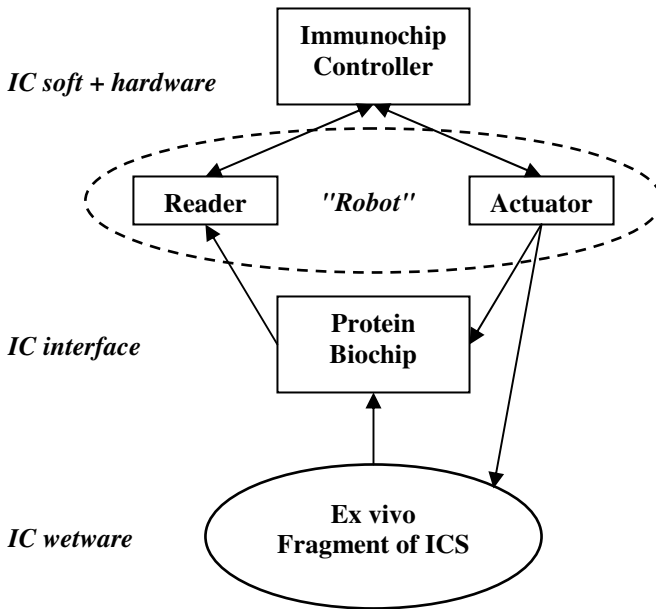 Immunochip
Controller
IC soft + hardware
Reader
"Robot"
Actuator
Protein
Biochip
IC interface
Ex vivo
Fragment of ICS
IC wetware